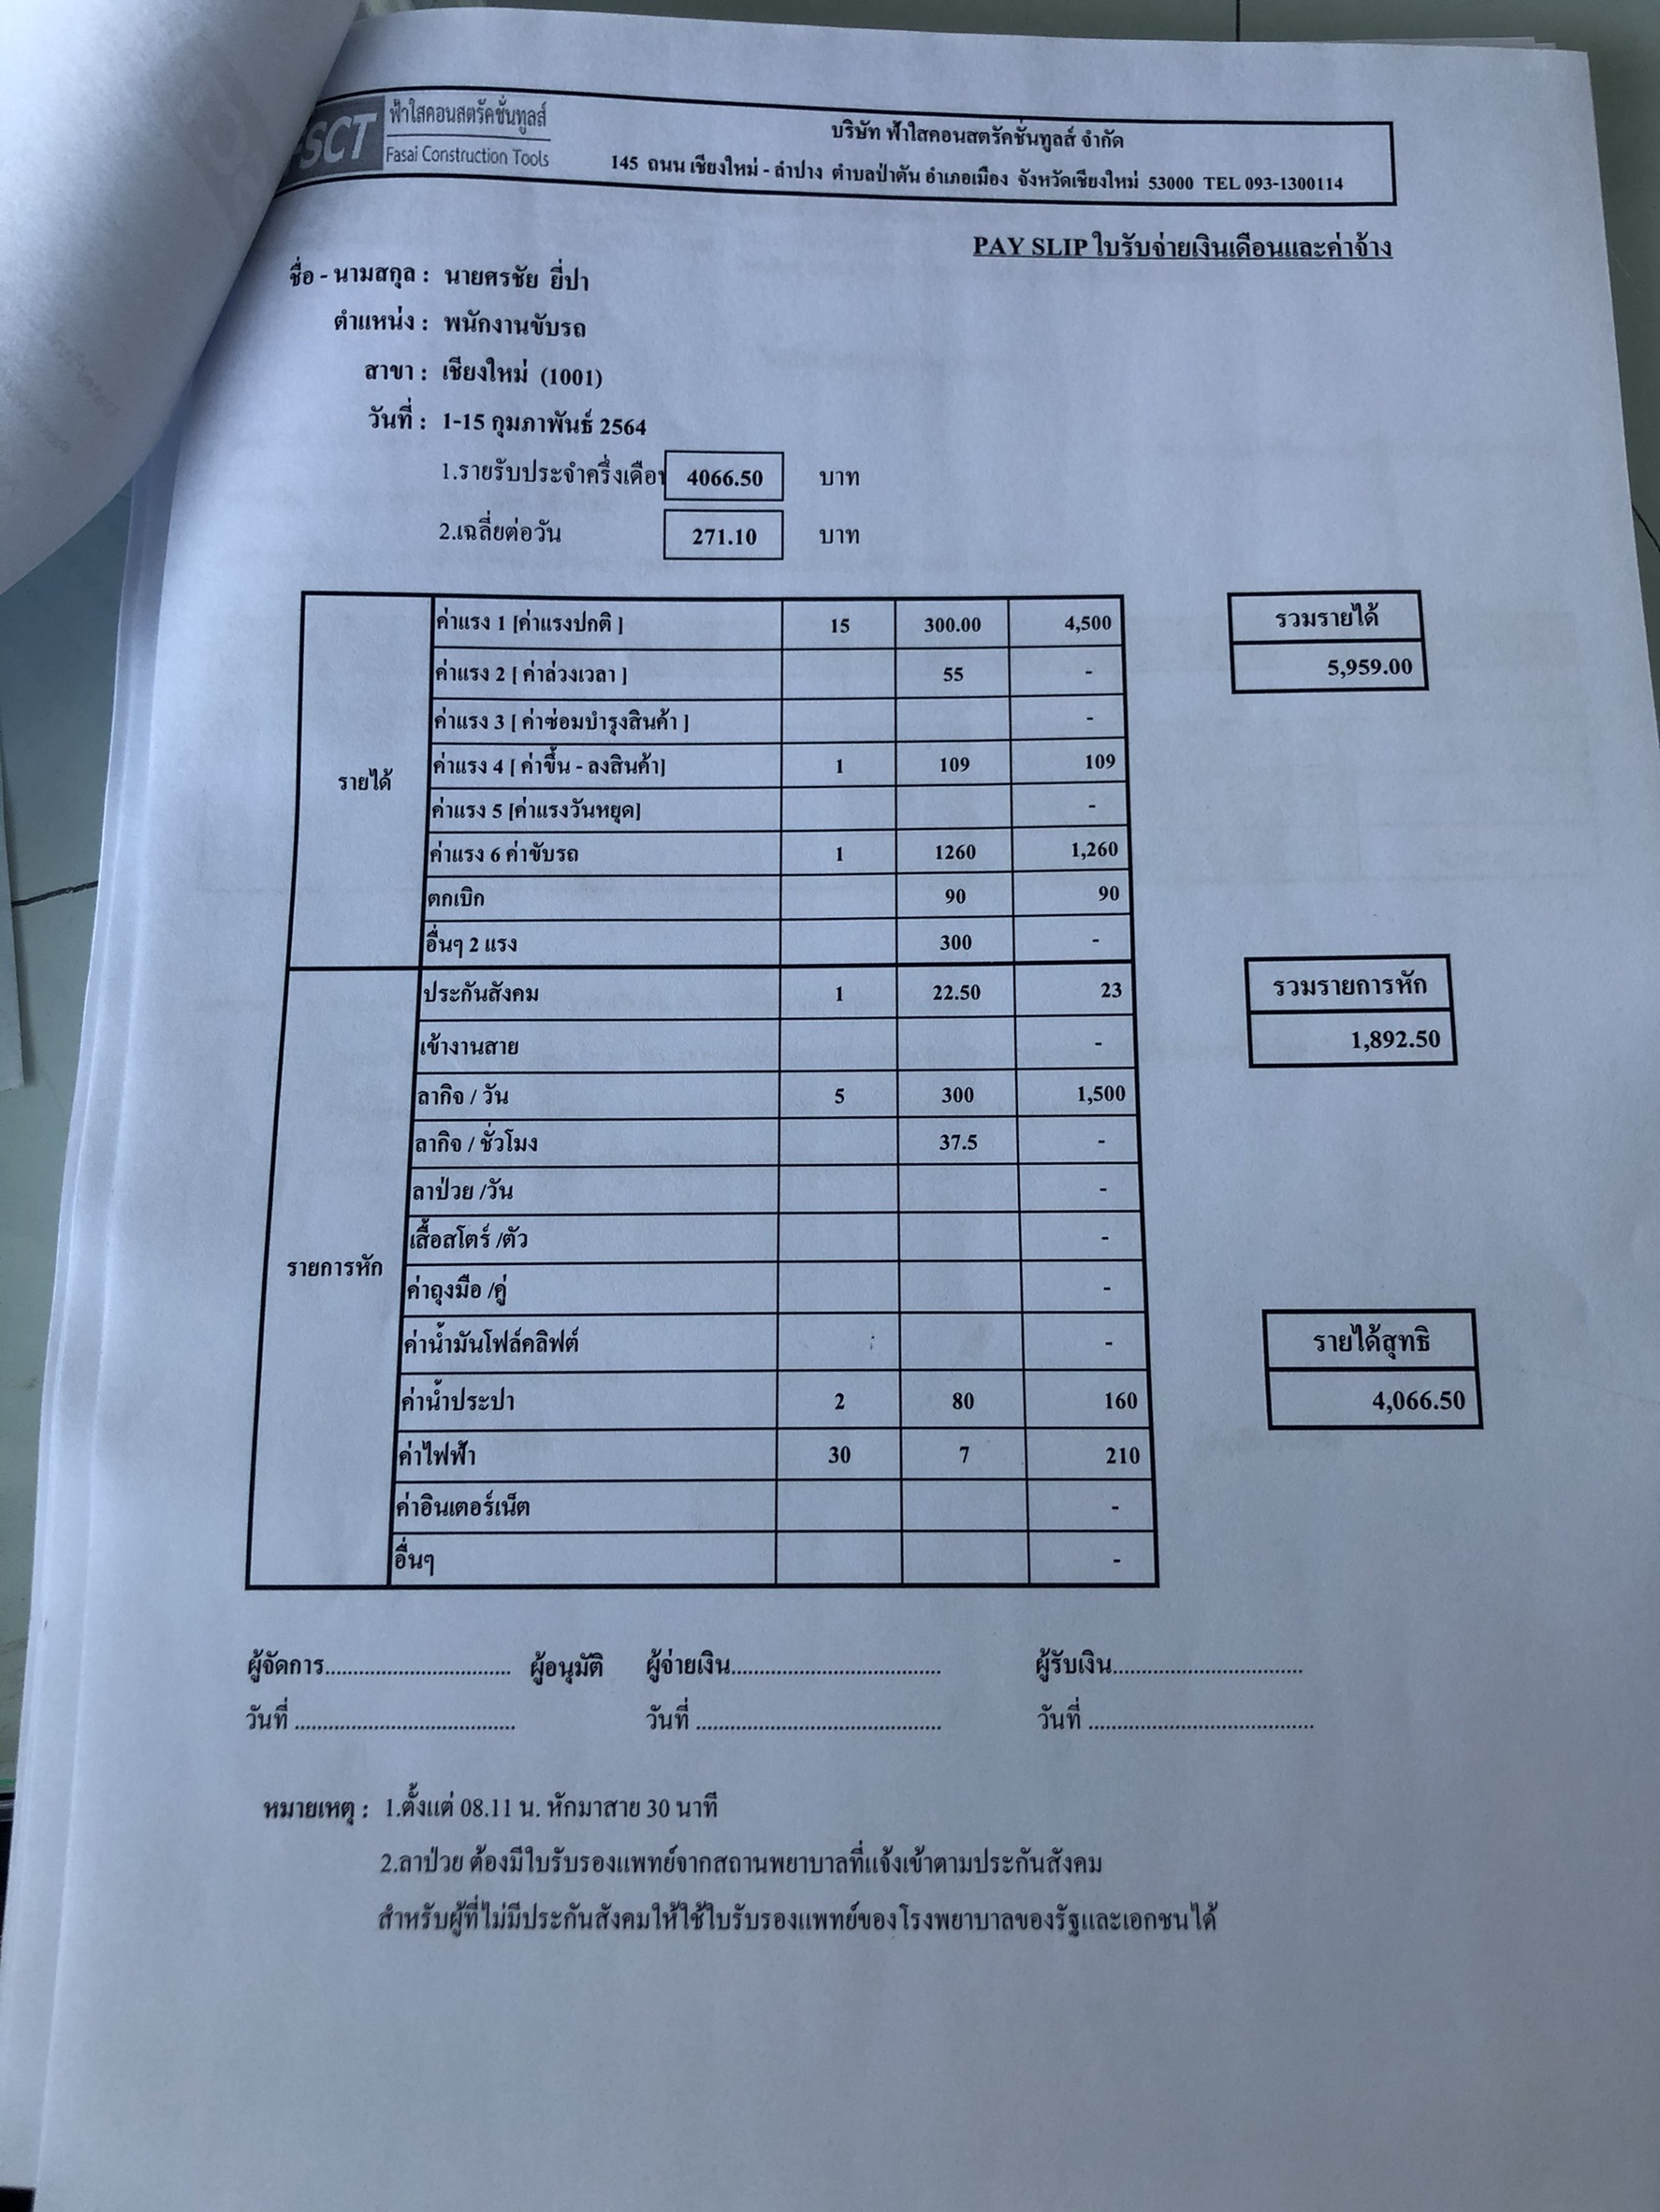 SCT ฟ้าใสคอนสตรัคชั่นทูลส์
Fasai Construction Tools
บริษัท ฟ้าใสคอนสตรัคชั่นทูลส์ จำกัด
145 ถนน เชียงใหม่ - ลำปาง ตำบลป่าตัน อำเภอเมือง จังหวัดเชียงใหม่ 53000 TEL 093-1300114
PAY SLIP ใบรับจ่ายเงินเดือนและค่าจ้าง
ชื่อ - นามสกุล : นายศรชัย ยี่ปา
ตำแหน่ง : พนักงานขับรถ
สาขา : เชียงใหม่ (1001)
วันที่ : 1-15 กุมภาพันธ์ 2564
1.รายรับประจำครึ่งเดือน 4066.50 บาท
2.เฉลี่ยต่อวัน 271.10 บาท
รายได้
ค่าแรง 1 [ค่าแรงปกติ ] 15 300.00 4,500
ค่าแรง 2 [ ค่าล่วงเวลา ] 55 -
ค่าแรง 3 [ ค่าซ่อมบำรุงสินค้า ] -
ค่าแรง 4 [ ค่าขึ้น - ลงสินค้า] 1 109 109
ค่าแรง 5 [ค่าแรงวันหยุด] -
ค่าแรง 6 ค่าขับรถ 1 1260 1,260
ตกเบิก 90 90
อื่นๆ 2 แรง 300 -
รวมรายได้
5,959.00
รายการหัก
ประกันสังคม 1 22.50 23
เข้างานสาย -
ลากิจ / วัน 5 300 1,500
ลากิจ / ชั่วโมง 37.5 -
ลาป่วย /วัน -
เสื้อสโตร์ /ตัว -
ค่าถุงมือ /คู่ -
ค่าน้ำมันโฟล์คลิฟต์ -
ค่าน้ำประปา 2 80 160
ค่าไฟฟ้า 30 7 210
ค่าอินเตอร์เน็ต -
อื่นๆ -
รวมรายการหัก
1,892.50
รายได้สุทธิ
4,066.50
ผู้จัดการ.................................. ผู้อนุมัติ ผู้จ่ายเงิน...................................... ผู้รับเงิน..................................
วันที่ ........................................ วันที่ ............................................ วันที่ .........................................
หมายเหตุ : 1.ตั้งแต่ 08.11 น. หักมาสาย 30 นาที
2.ลาป่วย ต้องมีใบรับรองแพทย์จากสถานพยาบาลที่แจ้งเข้าตามประกันสังคม
สำหรับผู้ที่ไม่มีประกันสังคมให้ใช้ใบรับรองแพทย์ของโรงพยาบาลของรัฐและเอกชนได้